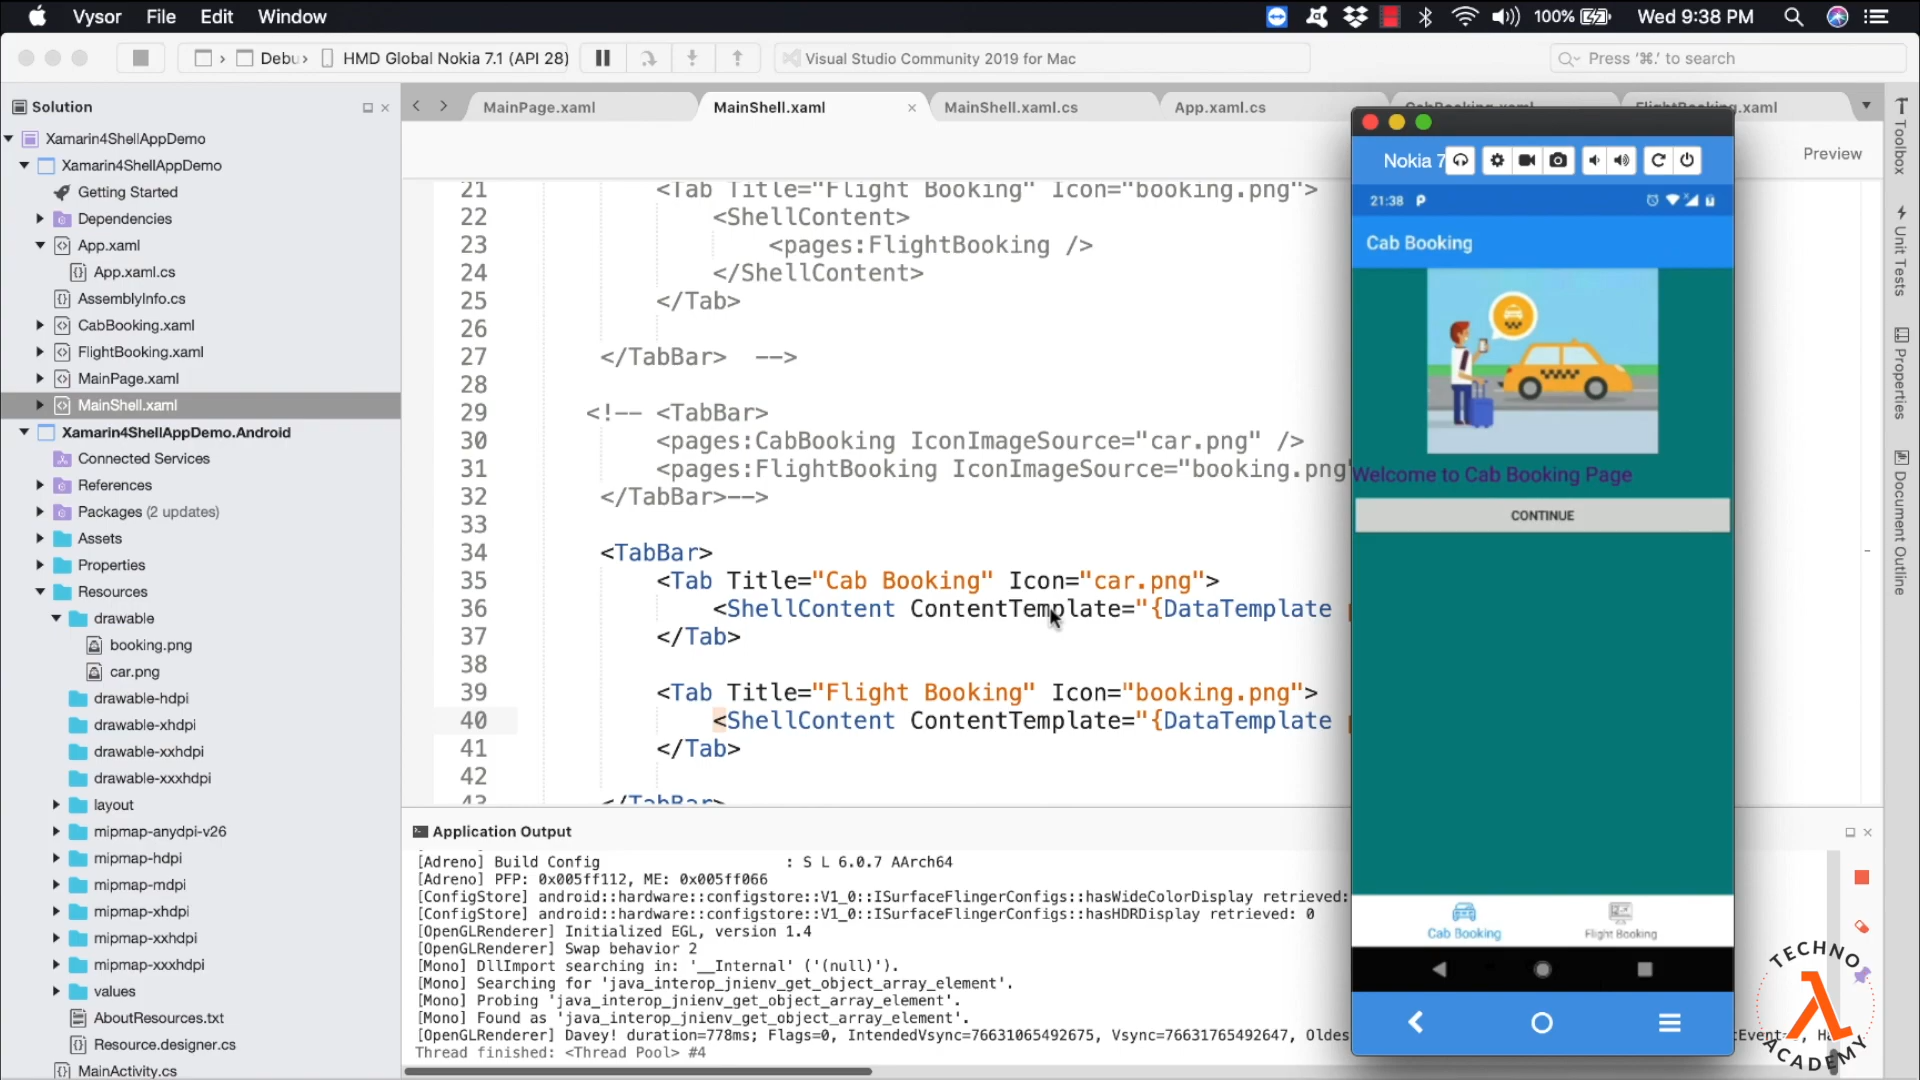 Vysor File Edit Window 100% Wed 9:38 PM
Debu HMD Global Nokia 7.1 (API 28) Visual Studio Community 2019 for Mac Press '⌘.' to search
Solution
Xamarin4ShellAppDemo
Xamarin4ShellAppDemo
Getting Started
Dependencies
App.xaml
App.xaml.cs
AssemblyInfo.cs
CabBooking.xaml
FlightBooking.xaml
MainPage.xaml
MainShell.xaml
Xamarin4ShellAppDemo.Android
Connected Services
References
Packages (2 updates)
Assets
Properties
Resources
drawable
booking.png
car.png
drawable-hdpi
drawable-xhdpi
drawable-xxhdpi
drawable-xxxhdpi
layout
mipmap-anydpi-v26
mipmap-hdpi
mipmap-mdpi
mipmap-xhdpi
mipmap-xxhdpi
mipmap-xxxhdpi
values
AboutResources.txt
Resource.designer.cs
MainActivity.cs
MainPage.xaml MainShell.xaml MainShell.xaml.cs App.xaml.cs CabBooking.xaml FlightBooking.xaml
Preview
21 <Tab Title="Flight Booking" Icon="booking.png">
22 <ShellContent>
23 <pages:FlightBooking />
24 </ShellContent>
25 </Tab>
26
27 </TabBar> -->
28
29 <!-- <TabBar>
30 <pages:CabBooking IconImageSource="car.png" />
31 <pages:FlightBooking IconImageSource="booking.png"
32 </TabBar>-->
33
34 <TabBar>
35 <Tab Title="Cab Booking" Icon="car.png">
36 <ShellContent ContentTemplate="{DataTemplate
37 </Tab>
38
39 <Tab Title="Flight Booking" Icon="booking.png">
40 <ShellContent ContentTemplate="{DataTemplate
41 </Tab>
42
43 </TabBar>
Application Output
[Adreno] Build Config : S L 6.0.7 AArch64
[Adreno] PFP: 0x005ff112, ME: 0x005ff066
[ConfigStore] android::hardware::configstore::V1_0::ISurfaceFlingerConfigs::hasWideColorDisplay retrieved:
[ConfigStore] android::hardware::configstore::V1_0::ISurfaceFlingerConfigs::hasHDRDisplay retrieved: 0
[OpenGLRenderer] Initialized EGL, version 1.4
[OpenGLRenderer] Swap behavior 2
[Mono] DllImport searching in: '__Internal' ('(null)').
[Mono] Searching for 'java_interop_jnienv_get_object_array_element'.
[Mono] Probing 'java_interop_jnienv_get_object_array_element'.
[Mono] Found as 'java_interop_jnienv_get_object_array_element'.
[OpenGLRenderer] Davey! duration=778ms; Flags=0, IntendedVsync=76631065492675, Vsync=76631765492647, Oldes
Thread finished: <Thread Pool> #4
Nokia 7
21:38
Cab Booking
Welcome to Cab Booking Page
CONTINUE
Cab Booking Flight Booking
Toolbox
Unit Tests
Properties
Document Outline
TECHNO
ACADEMY